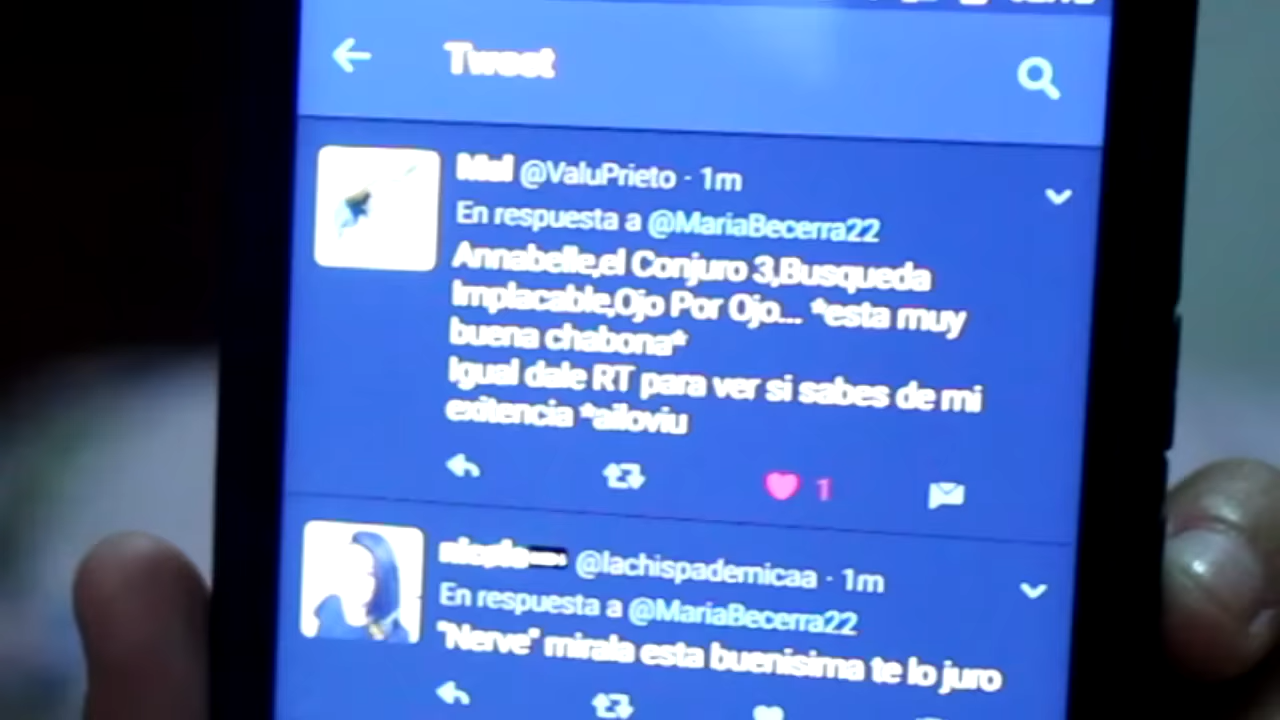 Tweet
Mel @ValuPrieto · 1m
En respuesta a @MariaBecerra22
Annabelle,el Conjuro 3,Busqueda
Implacable,Ojo Por Ojo... *esta muy
buena chabona*
Igual dale RT para ver si sabes de mi
exitencia *ailoviu
1
@lachispadernicaa · 1m
En respuesta a @MariaBecerra22
"Nerve" mirala esta buenisima te lo juro